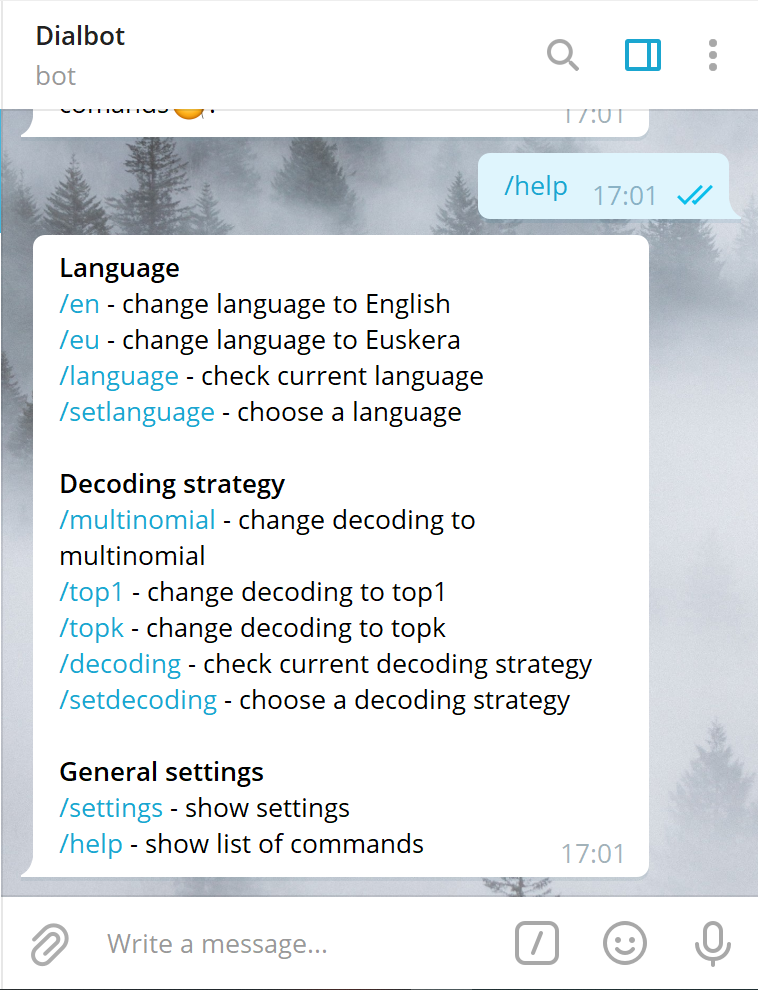 Dialbot
bot
comands
17:01
/help 17:01
Language
/en - change language to English
/eu - change language to Euskera
/language - check current language
/setlanguage - choose a language
Decoding strategy
/multinomial - change decoding to
multinomial
/top1 - change decoding to top1
/topk - change decoding to topk
/decoding - check current decoding strategy
/setdecoding - choose a decoding strategy
General settings
/settings - show settings
/help - show list of commands
17:01
Write a message...